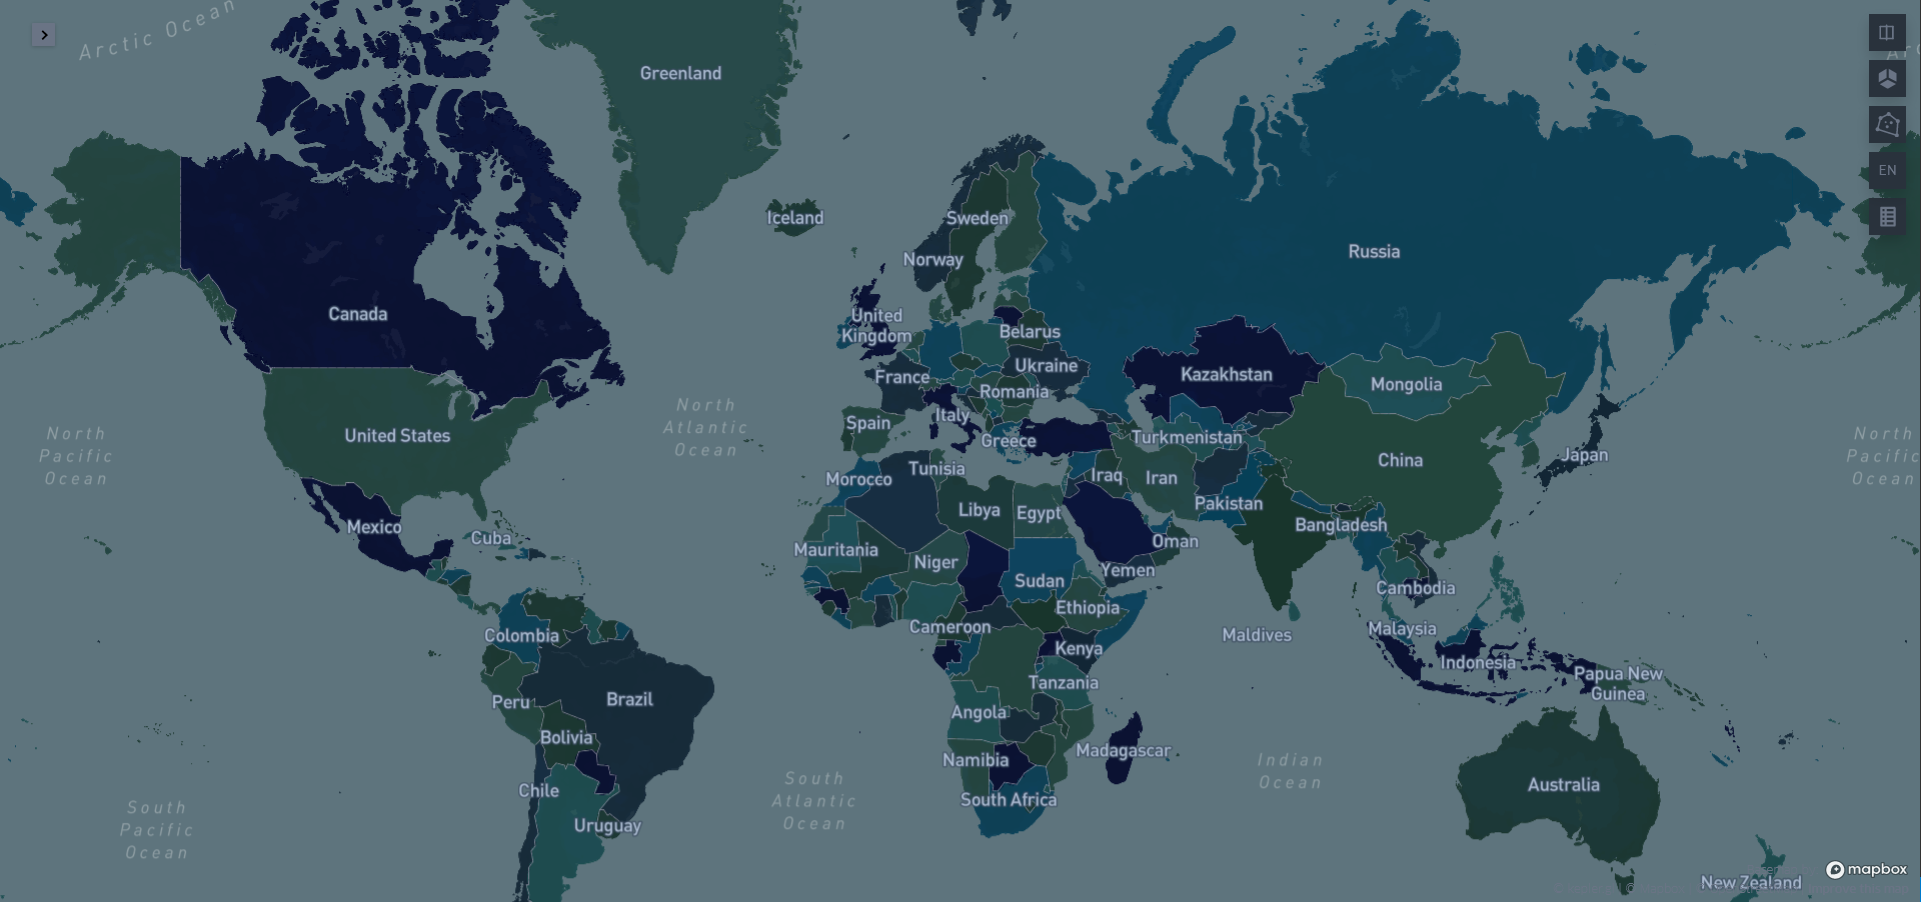 Arctic Ocean
Greenland
EN
Iceland
Sweden
Norway
Russia
Canada
United
Kingdom
Belarus
Ukraine
France
Kazakhstan
Mongolia
Romania
Italy
Spain
Greece
Turkmenistan
North
Atlantic
Ocean
North
Pacific
Ocean
United States
China
Japan
North
Pacific
Ocean
Tunisia
Morocco
Iraq
Iran
Pakistan
Libya
Egypt
Mexico
Cuba
Bangladesh
Oman
Mauritania
Niger
Yemen
Sudan
Cambodia
Ethiopia
Cameroon
Colombia
Maldives
Malaysia
Kenya
Indonesia
Papua New
Guinea
Tanzania
Brazil
Peru
Angola
Bolivia
Madagascar
Namibia
Indian
Ocean
Australia
Chile
South Africa
South
Atlantic
Ocean
South
Pacific
Ocean
Uruguay
mapbox
New Zealand